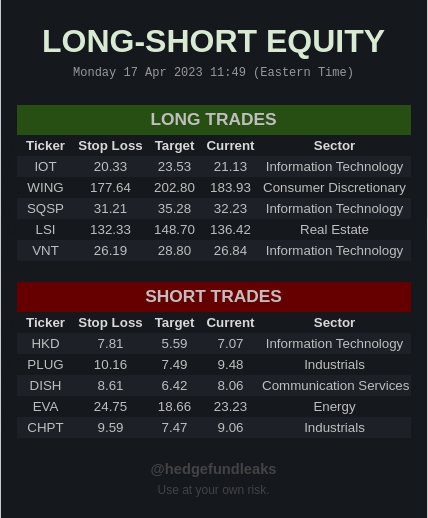 LONG-SHORT EQUITY
Monday 17 Apr 2023 11:49 (Eastern Time)
LONG TRADES
Ticker Stop Loss Target Current Sector
IOT 20.33 23.53 21.13 Information Technology
WING 177.64 202.80 183.93 Consumer Discretionary
SQSP 31.21 35.28 32.23 Information Technology
LSI 132.33 148.70 136.42 Real Estate
VNT 26.19 28.80 26.84 Information Technology
SHORT TRADES
Ticker Stop Loss Target Current Sector
HKD 7.81 5.59 7.07 Information Technology
PLUG 10.16 7.49 9.48 Industrials
DISH 8.61 6.42 8.06 Communication Services
EVA 24.75 18.66 23.23 Energy
CHPT 9.59 7.47 9.06 Industrials
@hedgefundleaks
Use at your own risk.